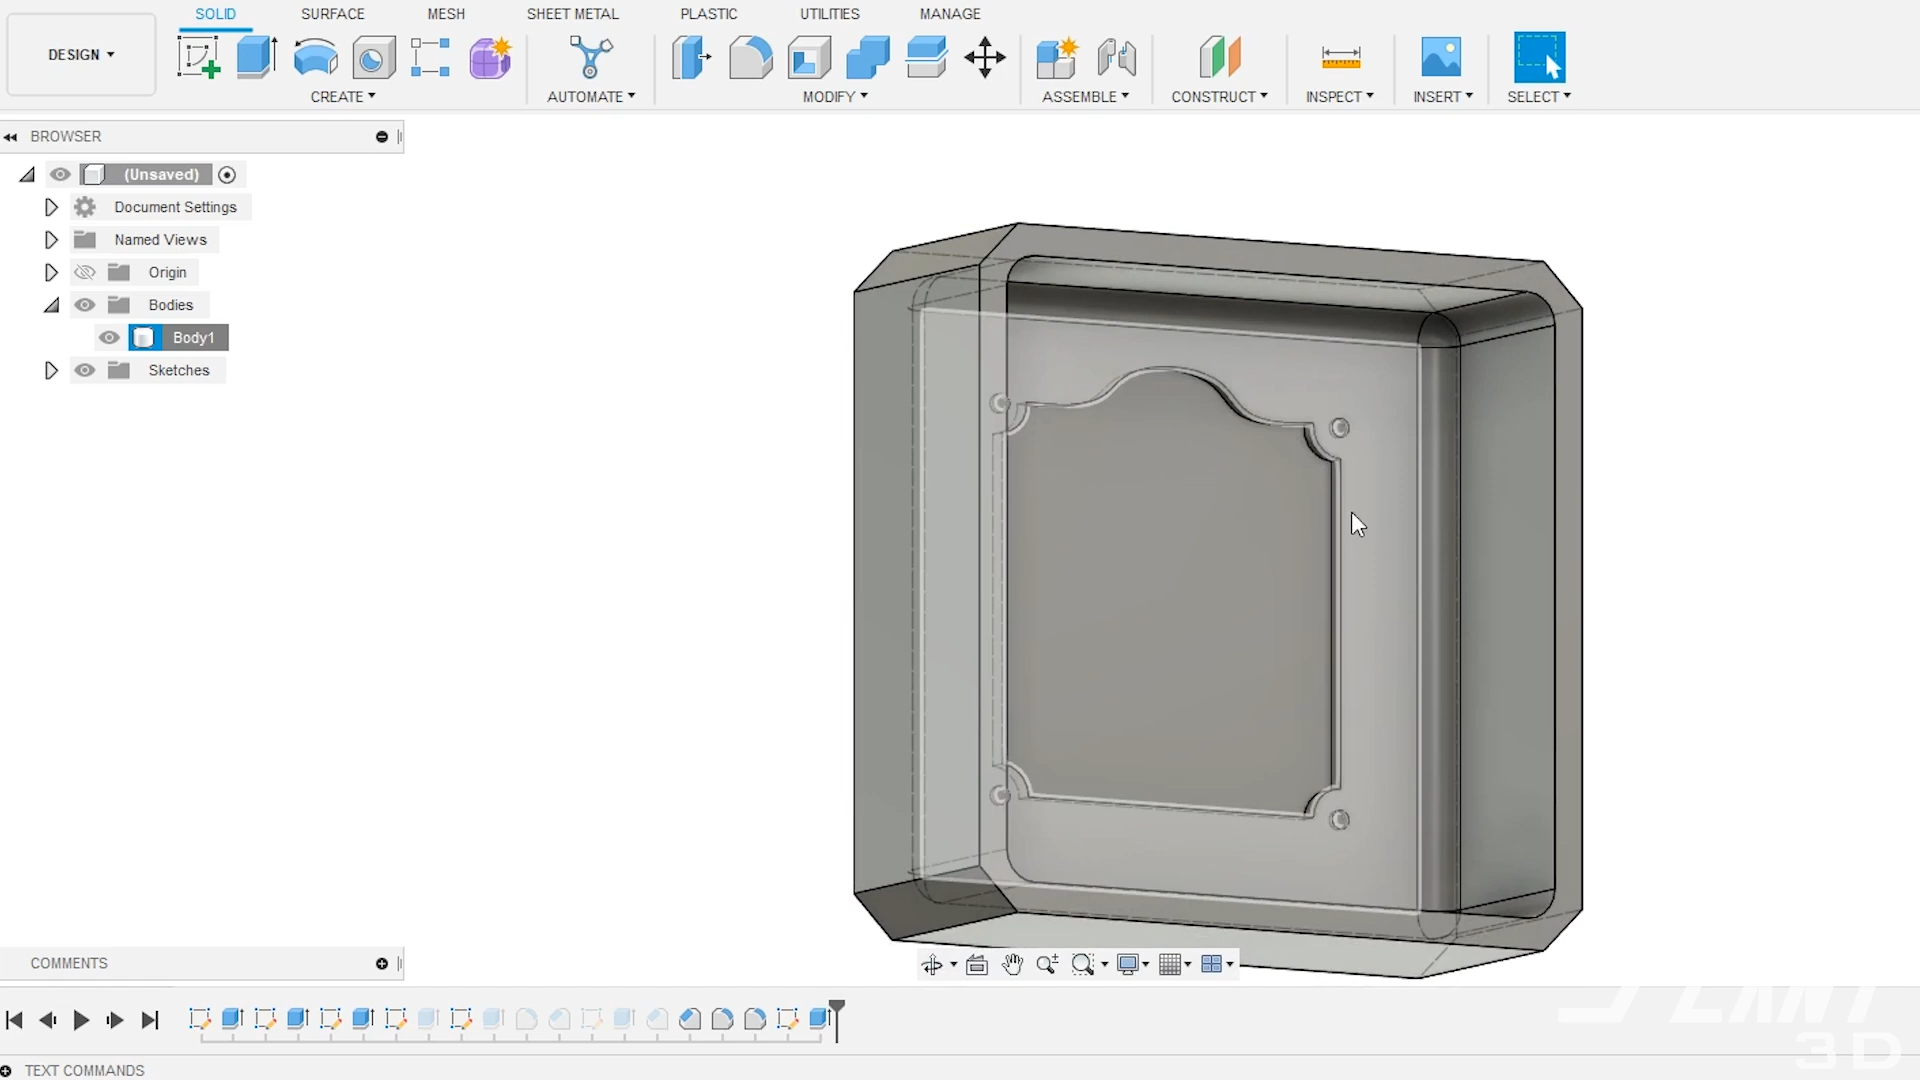 SOLID SURFACE MESH SHEET METAL PLASTIC UTILITIES MANAGE
DESIGN
CREATE AUTOMATE MODIFY ASSEMBLE CONSTRUCT INSPECT INSERT SELECT
BROWSER
(Unsaved)
Document Settings
Named Views
Origin
Bodies
Body1
Sketches
COMMENTS
3D
TEXT COMMANDS